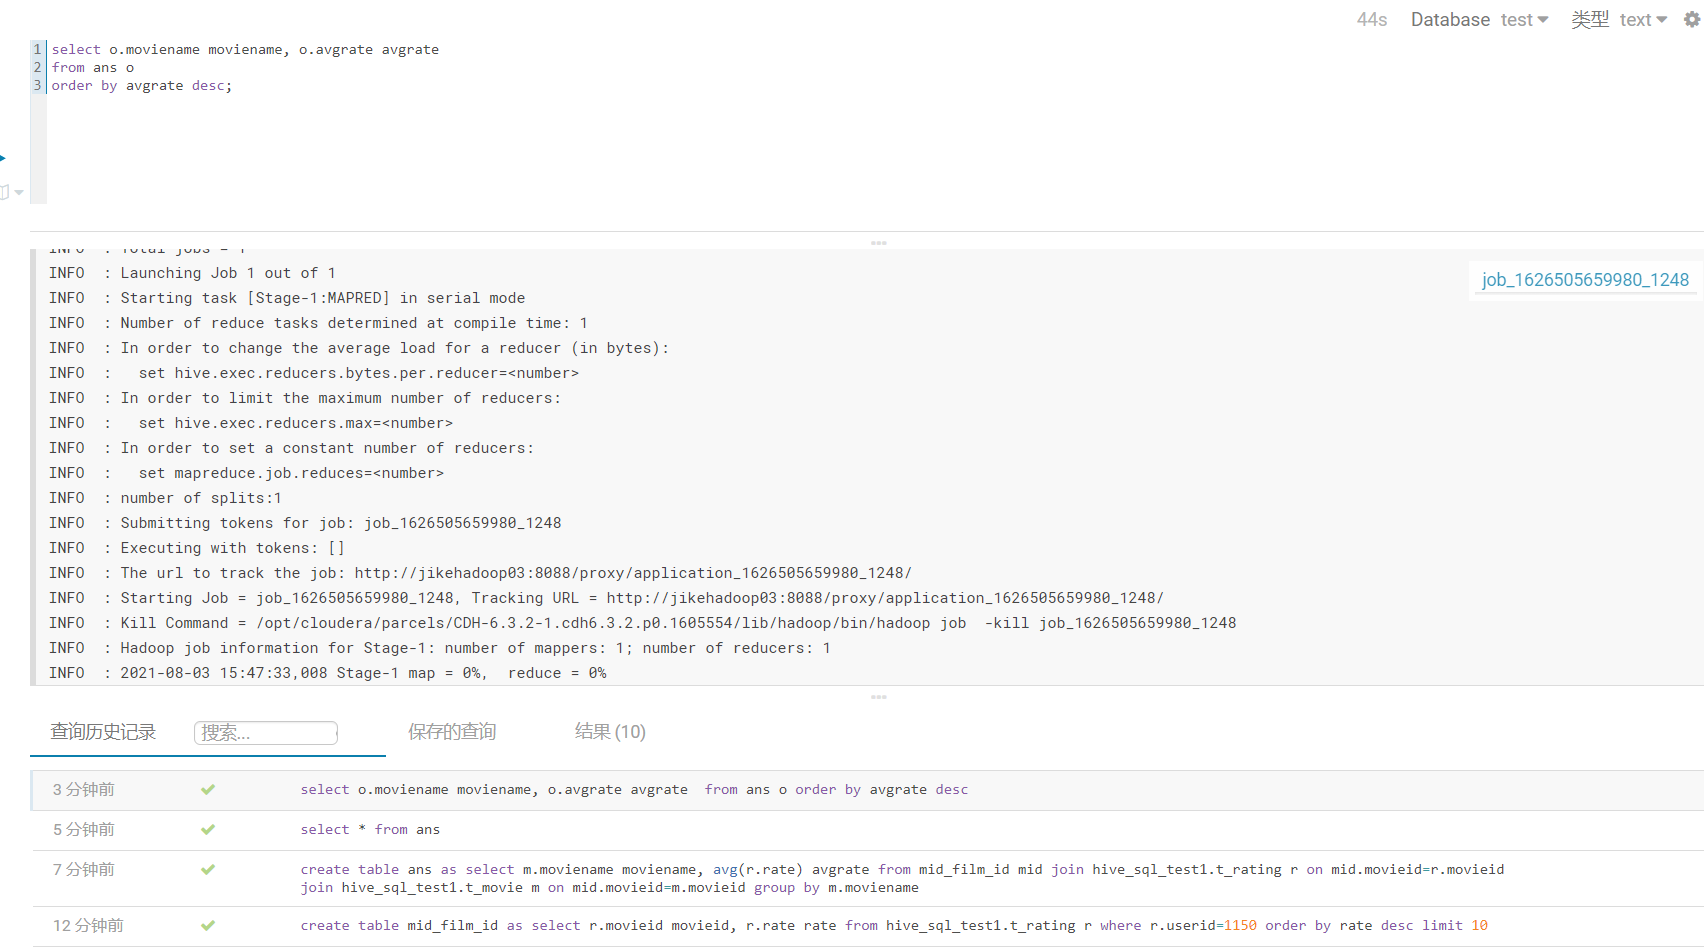 44s Database test 类型 text
1 select o.moviename moviename, o.avgrate avgrate
2 from ans o
3 order by avgrate desc;
INFO : Total jobs = 1
INFO : Launching Job 1 out of 1
job_1626505659980_1248
INFO : Starting task [Stage-1:MAPRED] in serial mode
INFO : Number of reduce tasks determined at compile time: 1
INFO : In order to change the average load for a reducer (in bytes):
INFO : set hive.exec.reducers.bytes.per.reducer=<number>
INFO : In order to limit the maximum number of reducers:
INFO : set hive.exec.reducers.max=<number>
INFO : In order to set a constant number of reducers:
INFO : set mapreduce.job.reduces=<number>
INFO : number of splits:1
INFO : Submitting tokens for job: job_1626505659980_1248
INFO : Executing with tokens: []
INFO : The url to track the job: http://jikehadoop03:8088/proxy/application_1626505659980_1248/
INFO : Starting Job = job_1626505659980_1248, Tracking URL = http://jikehadoop03:8088/proxy/application_1626505659980_1248/
INFO : Kill Command = /opt/cloudera/parcels/CDH-6.3.2-1.cdh6.3.2.p0.1605554/lib/hadoop/bin/hadoop job -kill job_1626505659980_1248
INFO : Hadoop job information for Stage-1: number of mappers: 1; number of reducers: 1
INFO : 2021-08-03 15:47:33,008 Stage-1 map = 0%, reduce = 0%
查询历史记录 搜索... 保存的查询 结果 (10)
3 分钟前 select o.moviename moviename, o.avgrate avgrate from ans o order by avgrate desc
5 分钟前 select * from ans
7 分钟前 create table ans as select m.moviename moviename, avg(r.rate) avgrate from mid_film_id mid join hive_sql_test1.t_rating r on mid.movieid=r.movieid
join hive_sql_test1.t_movie m on mid.movieid=m.movieid group by m.moviename
12 分钟前 create table mid_film_id as select r.movieid movieid, r.rate rate from hive_sql_test1.t_rating r where r.userid=1150 order by rate desc limit 10